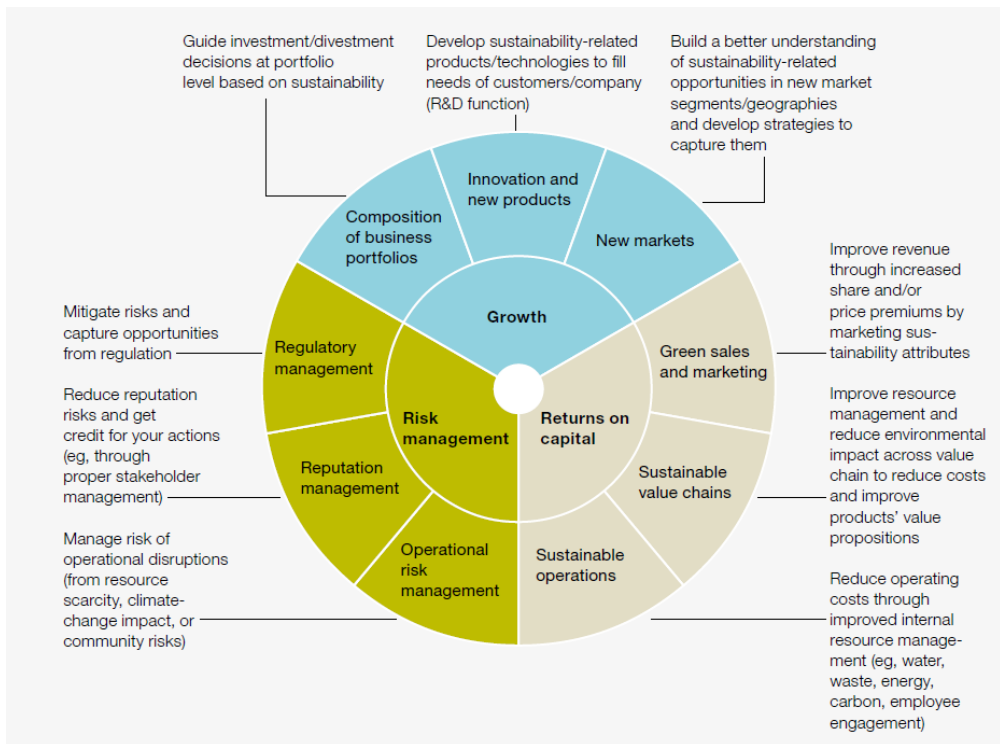 Guide investment/divestment
decisions at portfolio
level based on sustainability
Develop sustainability-related
products/technologies to fill
needs of customers/company
(R&D function)
Build a better understanding
of sustainability-related
opportunities in new market
segments/geographies
and develop strategies to
capture them
Composition
of business
portfolios
Innovation and
new products
New markets
Growth
Improve revenue
through increased
share and/or
price premiums by
marketing sus-
tainability attributes
Green sales
and marketing
Returns on
capital
Improve resource
management and
reduce environmental
impact across value
chain to reduce costs
and improve
products’ value
propositions
Sustainable
value chains
Reduce operating
costs through
improved internal
resource manage-
ment (eg, water,
waste, energy,
carbon, employee
engagement)
Sustainable
operations
Mitigate risks and
capture opportunities
from regulation
Regulatory
management
Risk
management
Reduce reputation
risks and get
credit for your actions
(eg, through
proper stakeholder
management)
Reputation
management
Manage risk of
operational disruptions
(from resource
scarcity, climate-
change impact, or
community risks)
Operational
risk
management